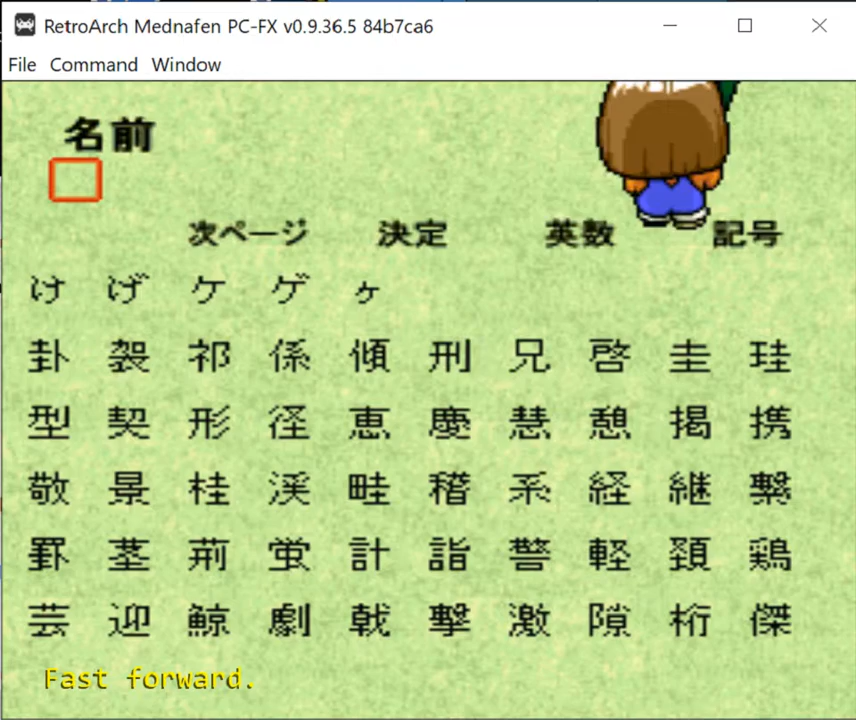 RetroArch Mednafen PC-FX v0.9.36.5 84b7ca6
File Command Window
名前
次ページ 決定 英数 記号
け げ ケ ゲ ヶ
卦 袈 祁 係 傾 刑 兄 啓 圭 珪
型 契 形 径 恵 慶 慧 憩 掲 携
敬 景 桂 渓 畦 稽 系 経 継 繋
罫 茎 荊 蛍 計 詣 警 軽 頚 鶏
芸 迎 鯨 劇 戟 撃 激 隙 桁 傑
Fast forward.